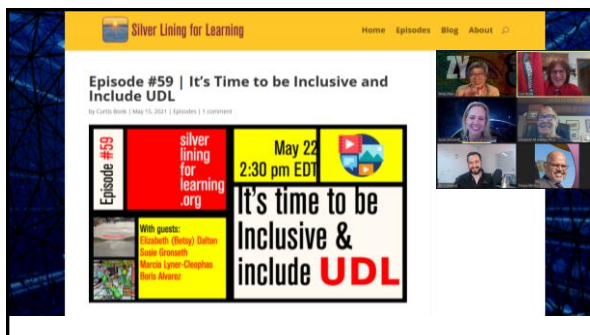 Silver Lining for Learning
Home Episodes Blog About
Episode #59 | It's Time to be Inclusive and
Include UDL
by Curtis Bonk | May 15, 2021 | Episodes | 1 comment
Episode #59
silver
lining
for
learning
.org
May 22
2:30 pm EDT
With guests:
Elizabeth (Betsy) Dalton
Susie Gronseth
Marcia Lyner-Cleophas
Boris Alvarez
It's time to be
Inclusive &
include UDL